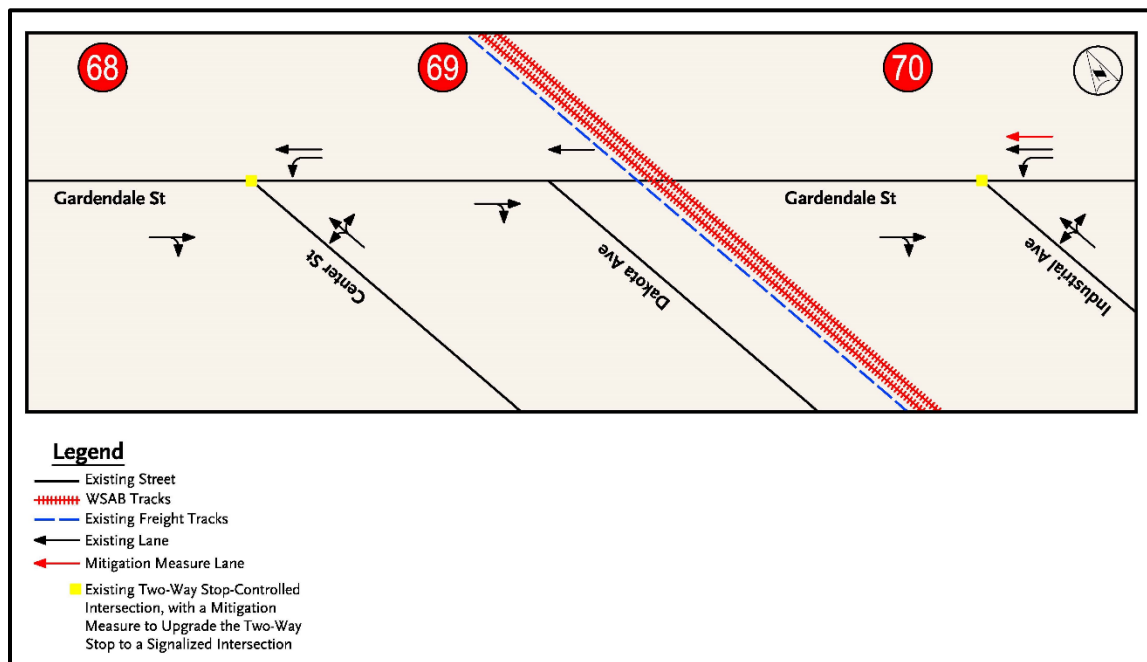 68
69
70
Gardendale St
Gardendale St
Center St
Dakota Ave
Industrial Ave
Legend
Existing Street
WSAB Tracks
Existing Freight Tracks
Existing Lane
Mitigation Measure Lane
Existing Two-Way Stop-Controlled
Intersection, with a Mitigation
Measure to Upgrade the Two-Way
Stop to a Signalized Intersection